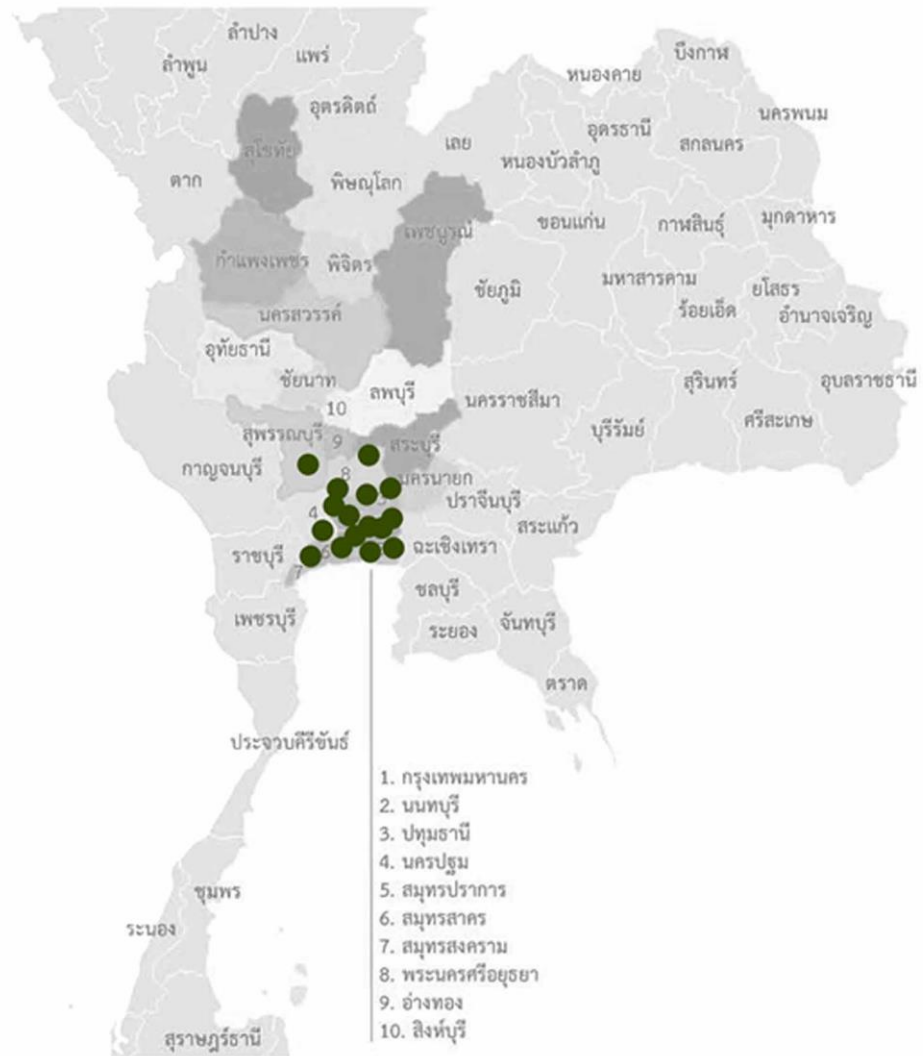 ลำปาง
แพร่
ลำพูน
บึงกาฬ
หนองคาย
อุตรดิตถ์
นครพนม
อุดรธานี
เลย
สกลนคร
สุโขทัย
หนองบัวลำภู
ตาก
พิษณุโลก
มุกดาหาร
ขอนแก่น
กาฬสินธุ์
เพชบูรณ์
กำแพงเพชร
พิจิตร
มหาสารคาม
ชัยภูมิ
ยโสธร
ร้อยเอ็ด
อำนาจเจริญ
นครสวรรค์
อุทัยธานี
ชัยนาท
ลพบุรี
สุรินทร์
อุบลราชธานี
นครราชสีมา
10
ศรีสะเกษ
บุรีรัมย์
สุพรรณบุรี
9
สระบุรี
กาญจนบุรี
8
นครนายก
ปราจีนบุรี
4
สระแก้ว
ราชบุรี
6
ฉะเชิงเทรา
7
ชลบุรี
เพชรบุรี
ระยอง
จันทบุรี
ตราด
ประจวบคีรีขันธ์
1. กรุงเทพมหานคร
2. นนทบุรี
3. ปทุมธานี
4. นครปฐม
5. สมุทรปราการ
6. สมุทรสาคร
7. สมุทรสงคราม
8. พระนครศรีอยุธยา
9. อ่างทอง
10. สิงห์บุรี
ชุมพร
ระนอง
สุราษฎร์ธานี